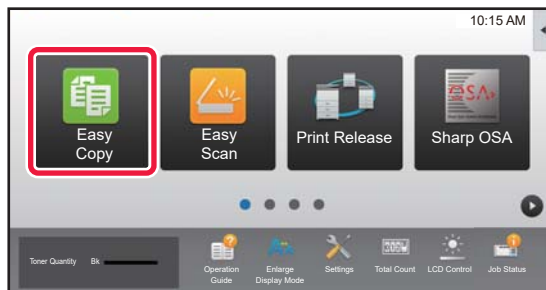 10:15 AM
Easy
Copy
Easy
Scan
Print Release
OSA
Sharp OSA
Toner Quantity
Bk
Operation
Guide
Enlarge
Display Mode
Settings
Total Count
LCD Control
Job Status